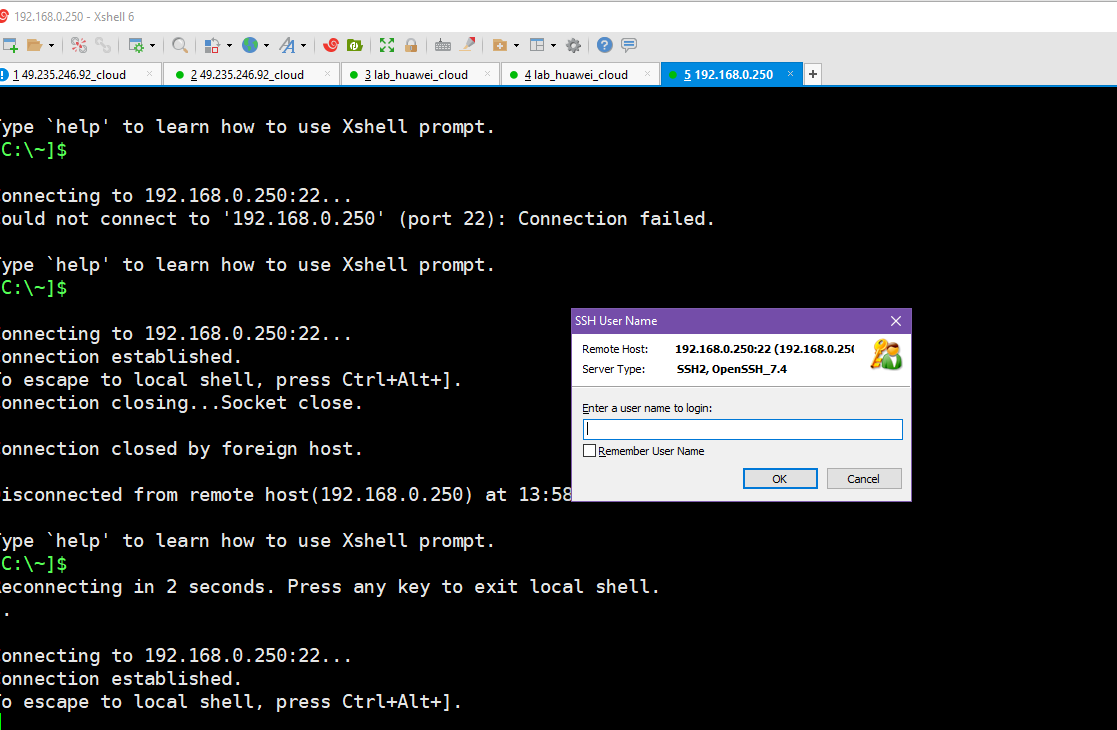 192.168.0.250 - Xshell 6
1 49.235.246.92_cloud
2 49.235.246.92_cloud
3 lab_huawei_cloud
4 lab_huawei_cloud
5 192.168.0.250
ype `help' to learn how to use Xshell prompt.
C:\~]$
onnecting to 192.168.0.250:22...
ould not connect to '192.168.0.250' (port 22): Connection failed.
ype `help' to learn how to use Xshell prompt.
C:\~]$
onnecting to 192.168.0.250:22...
onnection established.
o escape to local shell, press Ctrl+Alt+].
onnection closing...Socket close.
onnection closed by foreign host.
isconnected from remote host(192.168.0.250) at 13:58
ype `help' to learn how to use Xshell prompt.
C:\~]$
econnecting in 2 seconds. Press any key to exit local shell.
.
onnecting to 192.168.0.250:22...
onnection established.
o escape to local shell, press Ctrl+Alt+].
SSH User Name
Remote Host: 192.168.0.250:22 (192.168.0.250
Server Type: SSH2, OpenSSH_7.4
Enter a user name to login:
Remember User Name
OK Cancel